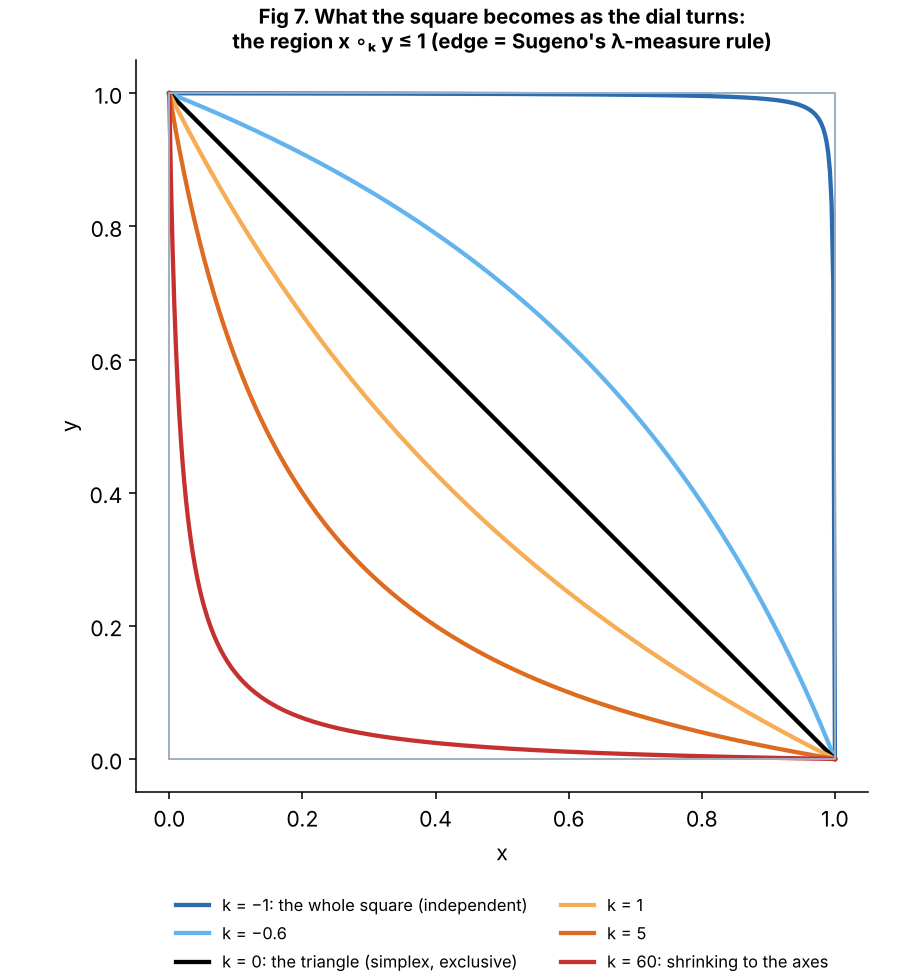 Fig 7. What the square becomes as the dial turns:
the region x ∘ₖ y ≤ 1 (edge = Sugeno's λ-measure rule)
1.0
0.8
0.6
0.4
0.2
0.0
y
0.0 0.2 0.4 0.6 0.8 1.0
x
k = −1: the whole square (independent)
k = −0.6
k = 0: the triangle (simplex, exclusive)
k = 1
k = 5
k = 60: shrinking to the axes